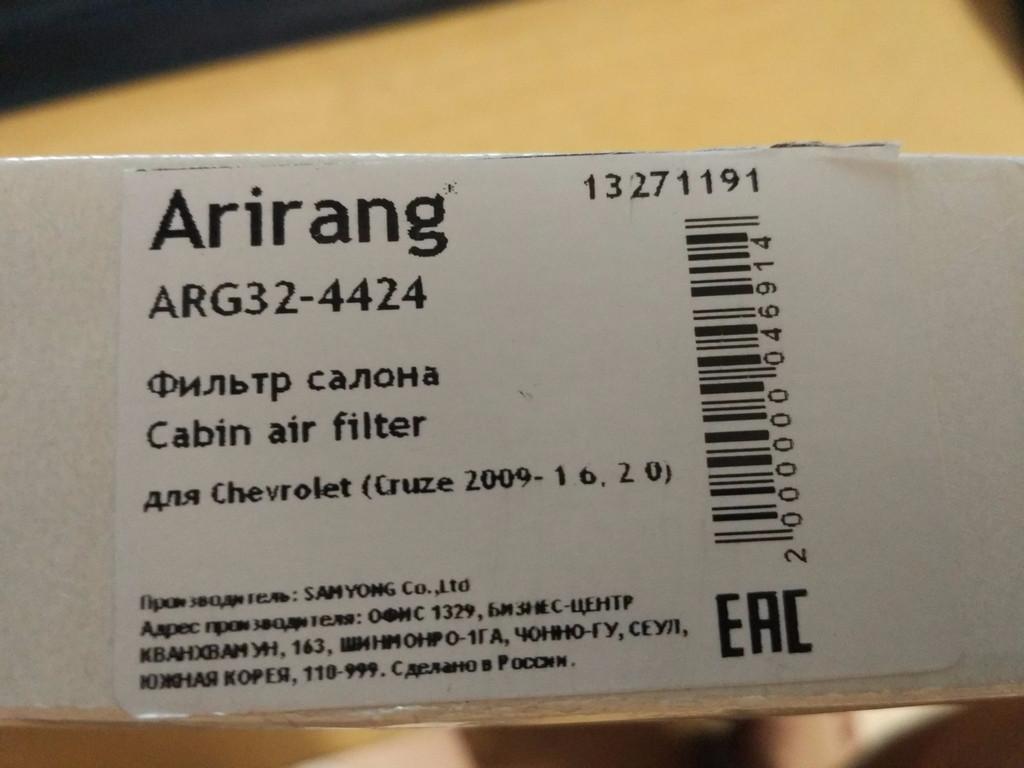 Arirang
13271191
ARG32-4424
Фильтр салона
Cabin air filter
для Chevrolet (Cruze 2009- 1 6, 2 0)
2000000046914
Производитель: SAMYONG Co.,Ltd
Адрес производителя: ОФИС 1329, БИЗНЕС-ЦЕНТР
КВАНХВАМУН, 163, ШИНМОНРО-1ГА, ЧОННО-ГУ, СЕУЛ,
ЮЖНАЯ КОРЕЯ, 110-999. Сделано в России.
EAC